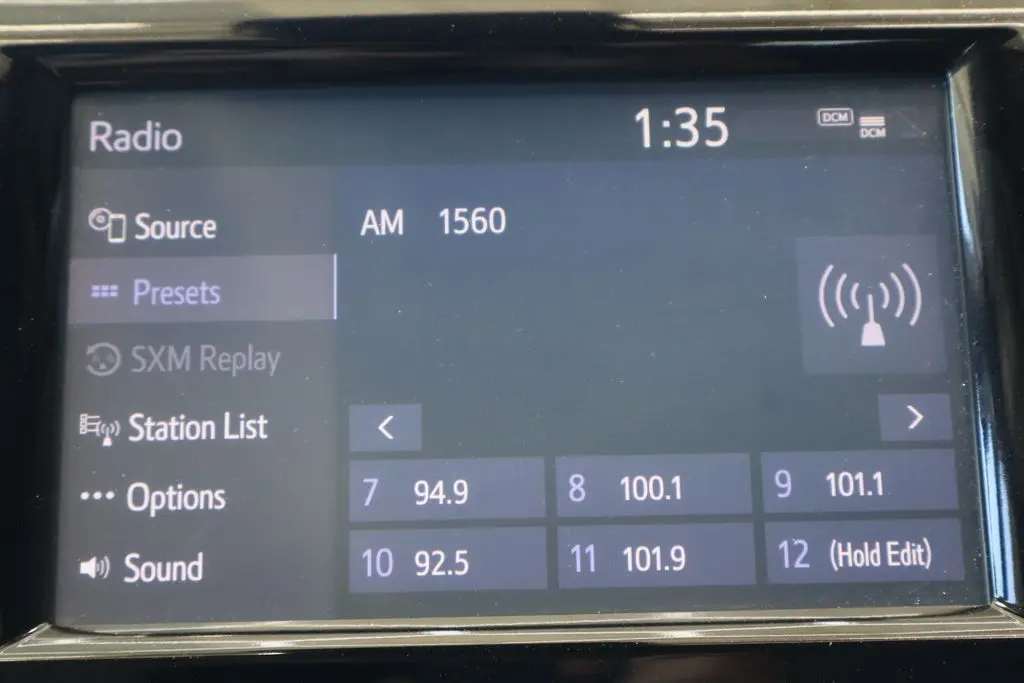 Radio
1:35
DCM
DCM
Source
AM 1560
Presets
SXM Replay
Station List
<
>
7 94.9
8 100.1
9 101.1
Options
10 92.5
11 101.9
12 (Hold Edit)
Sound